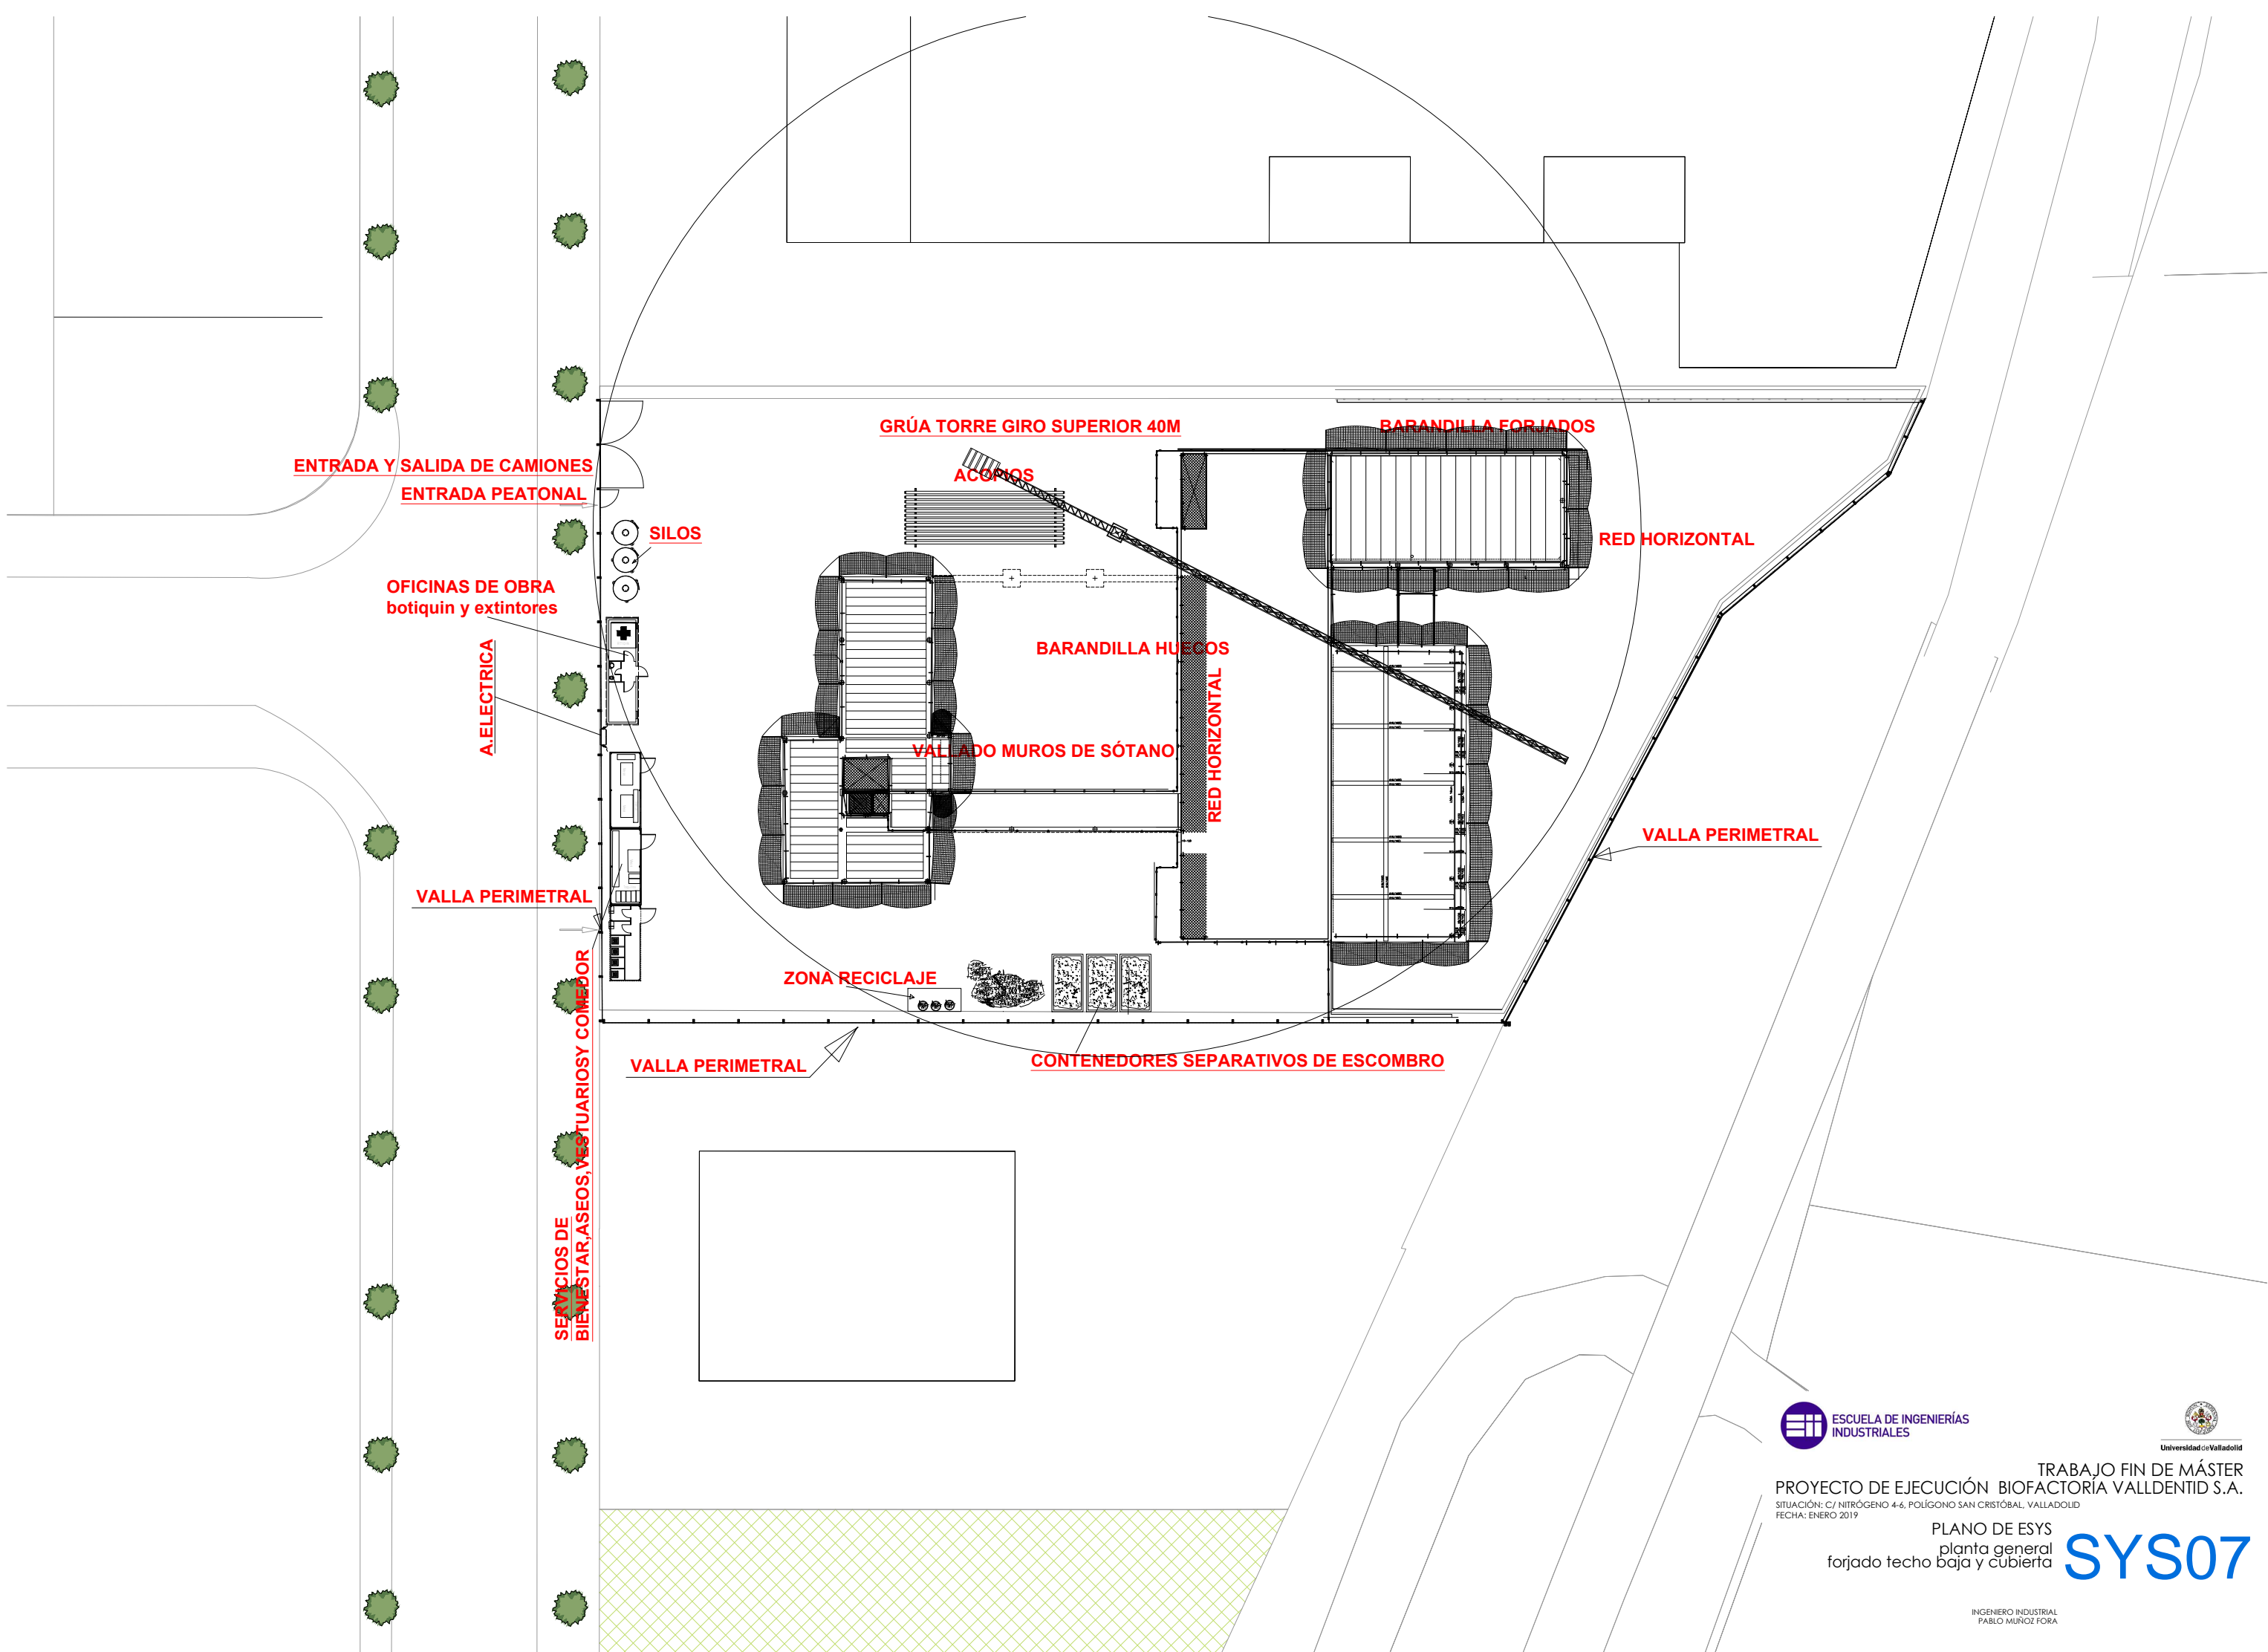 GRÚA TORRE GIRO SUPERIOR 40M
BARANDILLA FORJADOS
ENTRADA Y SALIDA DE CAMIONES
ACOPIOS
ENTRADA PEATONAL
SILOS
RED HORIZONTAL
OFICINAS DE OBRA
botiquin y extintores
A.ELECTRICA
BARANDILLA HUECOS
RED HORIZONTAL
VALLADO MUROS DE SÓTANO
VALLA PERIMETRAL
VALLA PERIMETRAL
ZONA RECICLAJE
VALLA PERIMETRAL
CONTENEDORES SEPARATIVOS DE ESCOMBRO
SERVICIOS DE
BIENESTAR,ASEOS,VESTUARIOSY COMEDOR
ESCUELA DE INGENIERÍAS
INDUSTRIALES
Universidad de Valladolid
TRABAJO FIN DE MÁSTER
PROYECTO DE EJECUCIÓN BIOFACTORÍA VALLDENTID S.A.
SITUACIÓN: C/ NITRÓGENO 4-6, POLÍGONO SAN CRISTÓBAL, VALLADOLID
FECHA: ENERO 2019
PLANO DE ESYS
planta general
forjado techo baja y cubierta
SYS07
INGENIERO INDUSTRIAL
PABLO MUÑOZ FORA